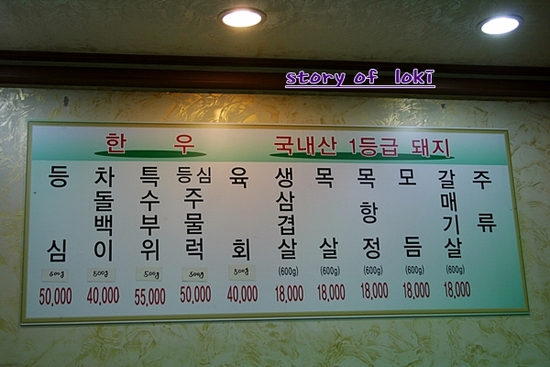 story of loki
한 우
국내산 1등급 돼지
등심 500g 50,000
차돌백이 500g 40,000
특수부위 500g 55,000
등심주물럭 500g 50,000
육회 500g 40,000
생삼겹살 (600g) 18,000
목살 (600g) 18,000
목항정 (600g) 18,000
모듬 (600g) 18,000
갈매기살 (600g) 18,000
주류